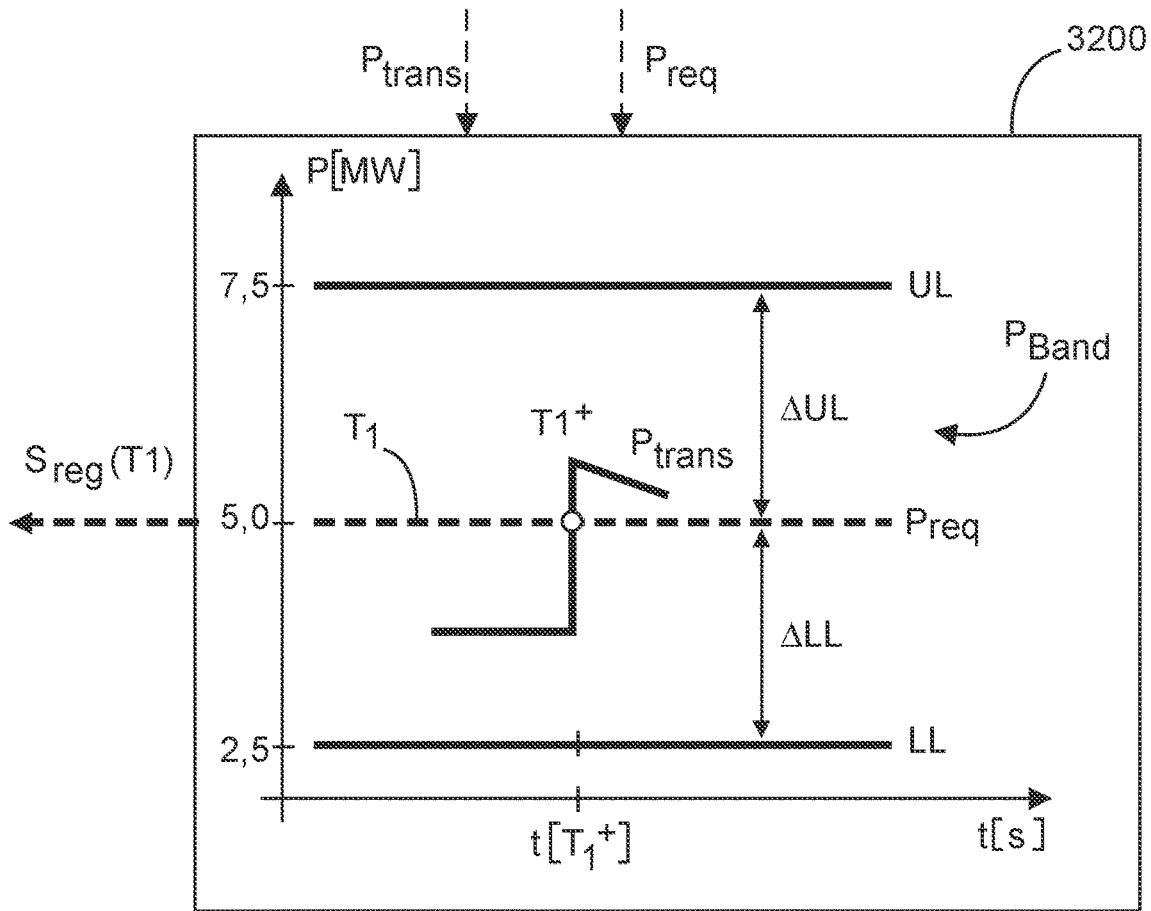 3200
P_trans
P_req
P[MW]
7,5
UL
P_Band
ΔUL
T1⁺
T₁
P_trans
S_reg(T1)
5,0
P_req
ΔLL
2,5
LL
t[T₁⁺]
t[s]